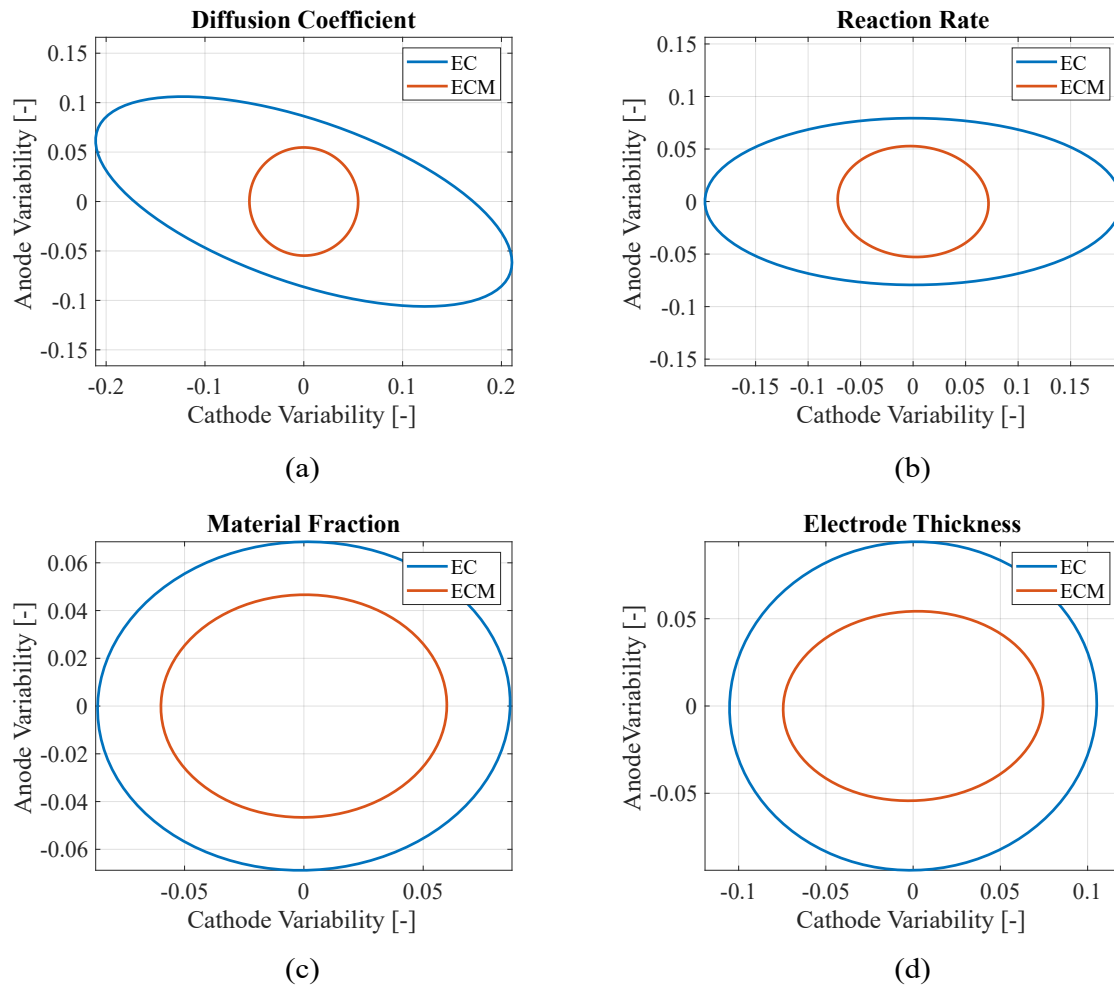 Diffusion Coefficient
EC
ECM
0.15
0.1
0.05
0
-0.05
-0.1
-0.15
Anode Variability [-]
-0.2 -0.1 0 0.1 0.2
Cathode Variability [-]
(a)
Reaction Rate
EC
ECM
0.15
0.1
0.05
0
-0.05
-0.1
-0.15
Anode Variability [-]
-0.15 -0.1 -0.05 0 0.05 0.1 0.15
Cathode Variability [-]
(b)
Material Fraction
EC
ECM
0.06
0.04
0.02
0
-0.02
-0.04
-0.06
Anode Variability [-]
-0.05 0 0.05
Cathode Variability [-]
(c)
Electrode Thickness
EC
ECM
0.05
0
-0.05
AnodeVariability [-]
-0.1 -0.05 0 0.05 0.1
Cathode Variability [-]
(d)